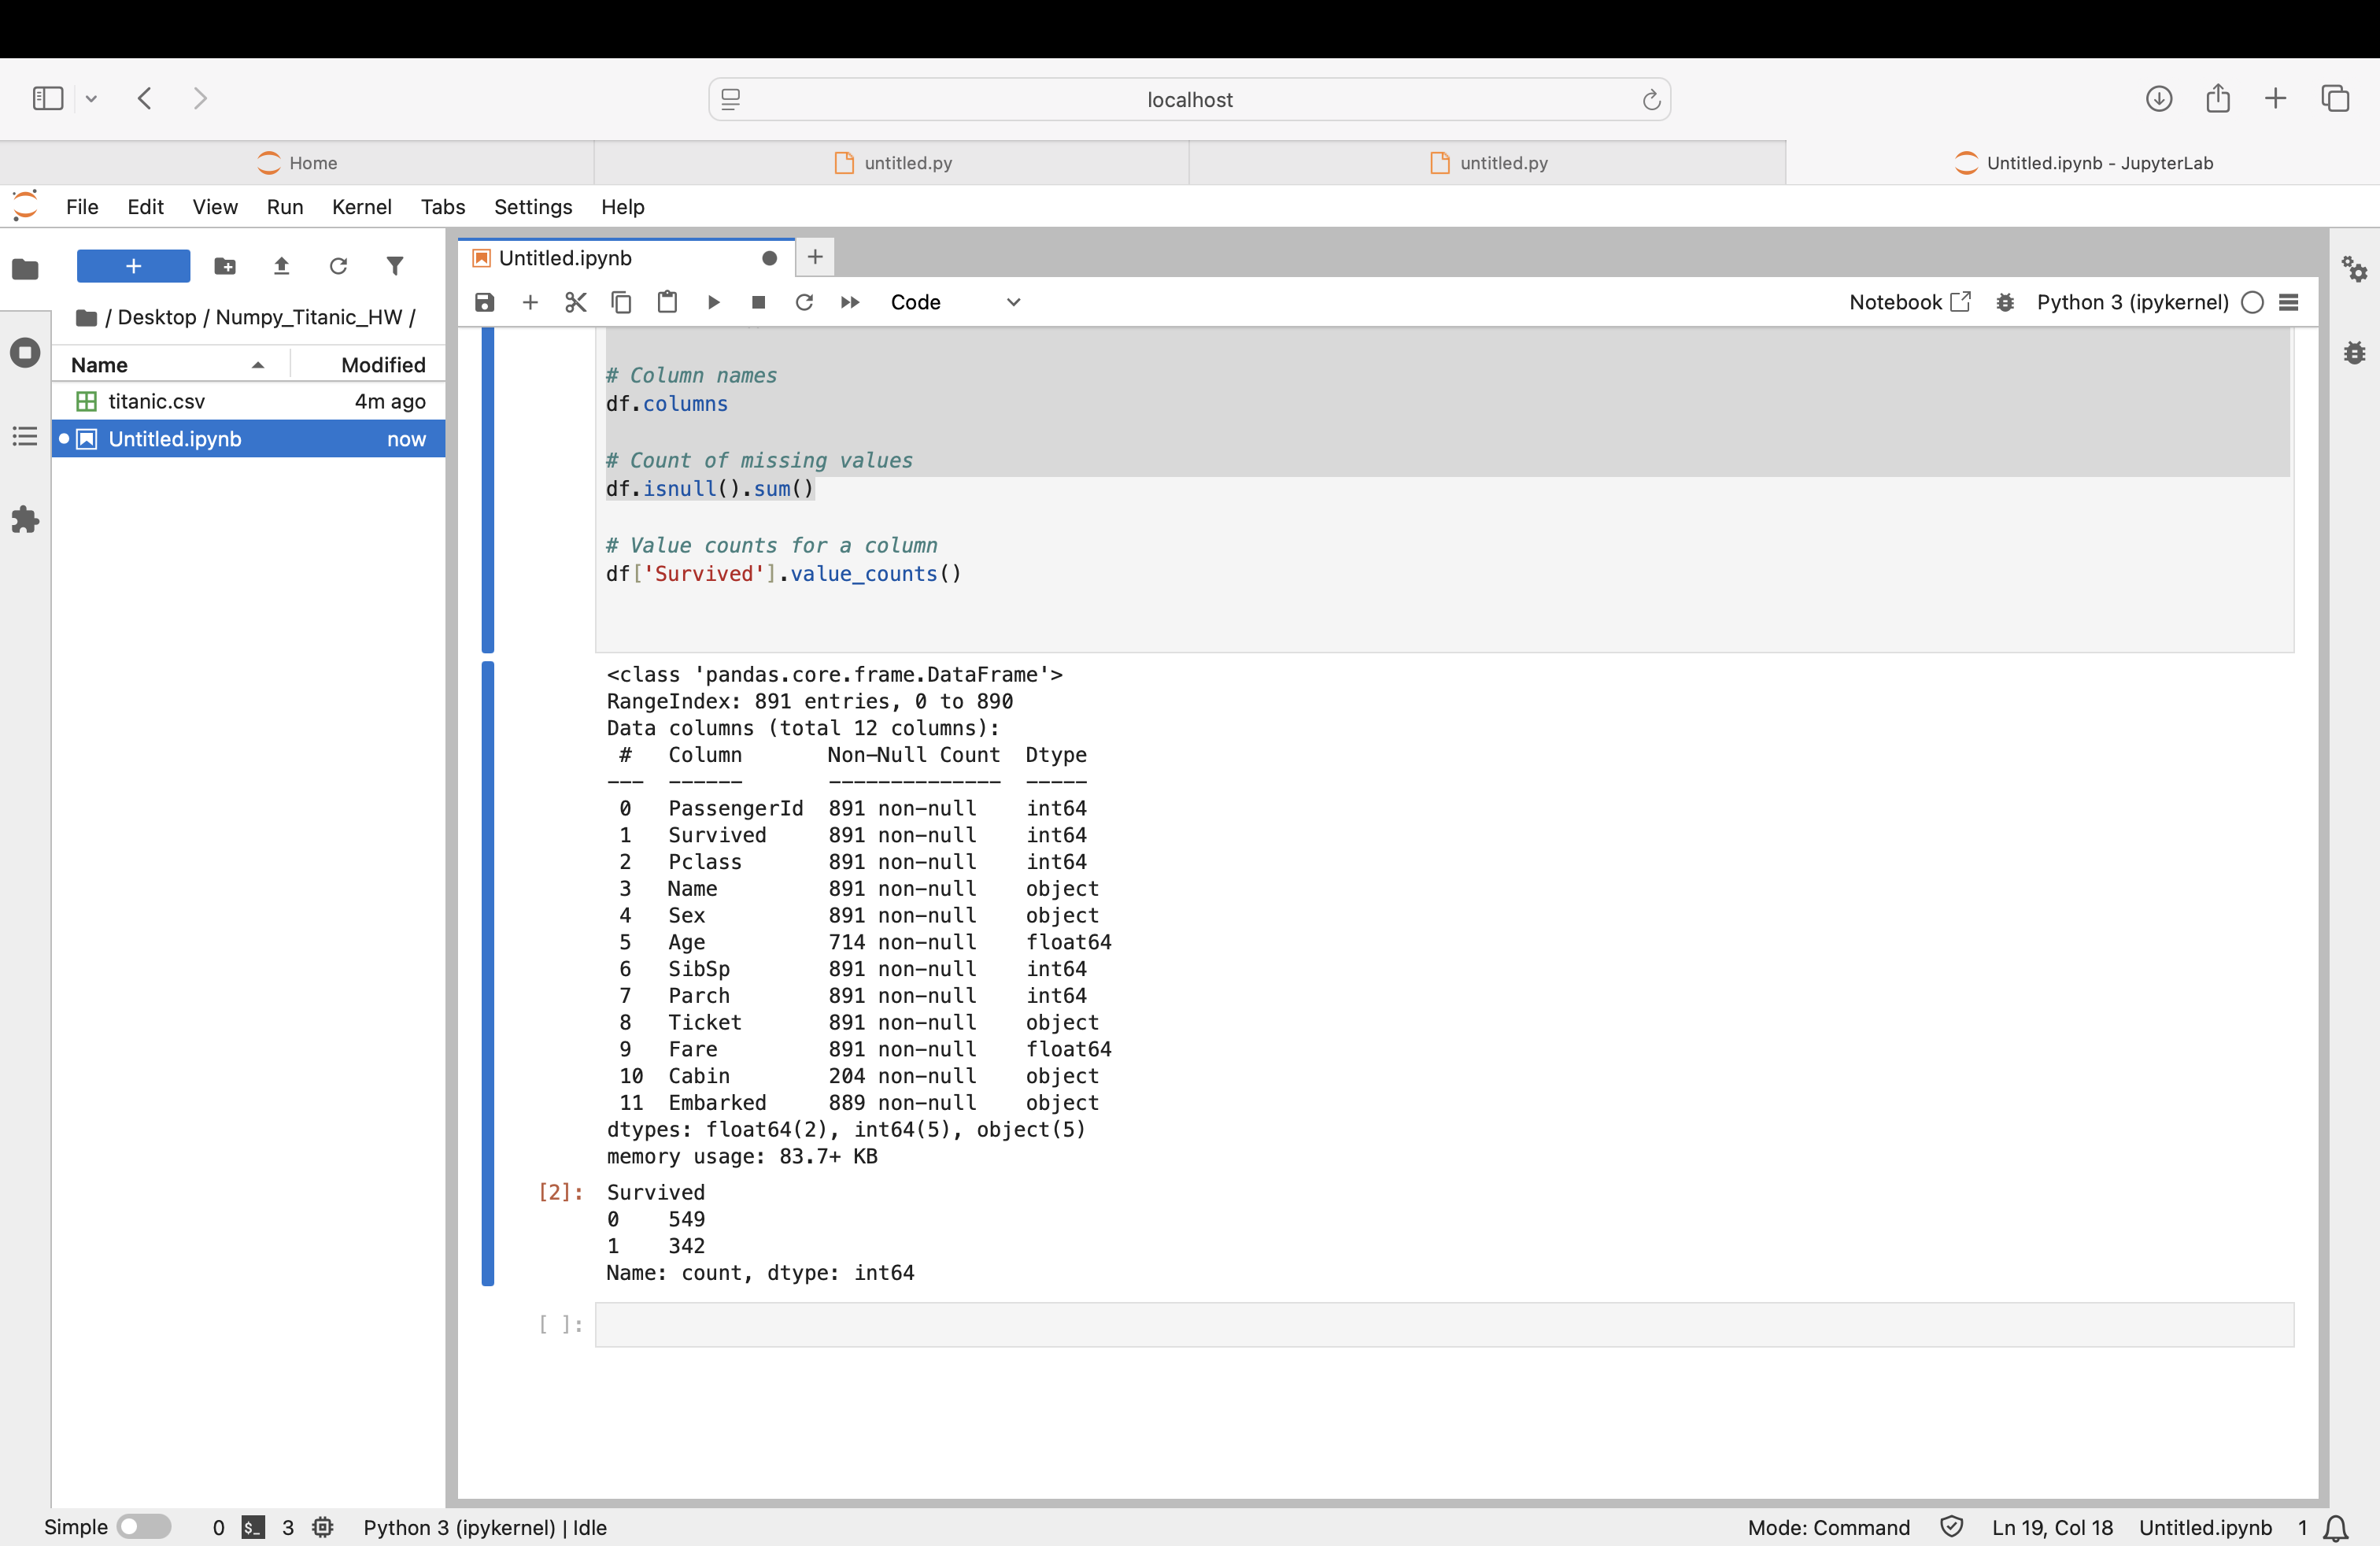 localhost
Home
untitled.py
untitled.py
Untitled.ipynb - JupyterLab
File Edit View Run Kernel Tabs Settings Help
+
/ Desktop / Numpy_Titanic_HW /
Name Modified
titanic.csv 4m ago
Untitled.ipynb now
Untitled.ipynb
Code
Notebook
Python 3 (ipykernel)
# Column names
df.columns
# Count of missing values
df.isnull().sum()
# Value counts for a column
df['Survived'].value_counts()
<class 'pandas.core.frame.DataFrame'>
RangeIndex: 891 entries, 0 to 890
Data columns (total 12 columns):
 #   Column       Non-Null Count  Dtype
---  ------       --------------  -----
 0   PassengerId  891 non-null    int64
 1   Survived     891 non-null    int64
 2   Pclass       891 non-null    int64
 3   Name         891 non-null    object
 4   Sex          891 non-null    object
 5   Age          714 non-null    float64
 6   SibSp        891 non-null    int64
 7   Parch        891 non-null    int64
 8   Ticket       891 non-null    object
 9   Fare         891 non-null    float64
 10  Cabin        204 non-null    object
 11  Embarked     889 non-null    object
dtypes: float64(2), int64(5), object(5)
memory usage: 83.7+ KB
[2]: Survived
0    549
1    342
Name: count, dtype: int64
[ ]:
Simple 0 $_ 3 Python 3 (ipykernel) | Idle
Mode: Command Ln 19, Col 18 Untitled.ipynb 1